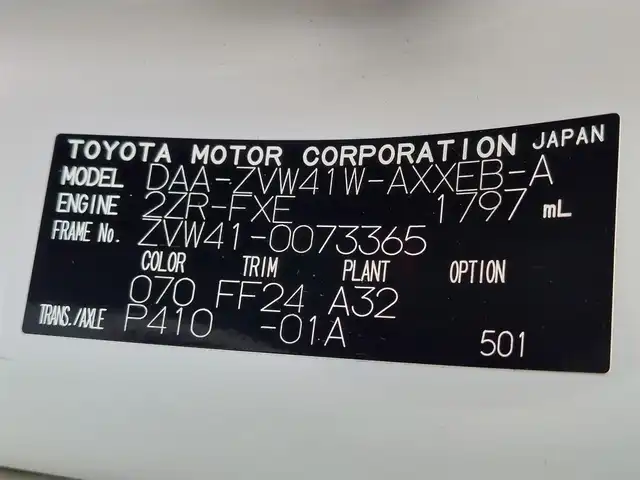 TOYOTA MOTOR CORPORATION JAPAN
MODEL DAA-ZVW41W-AXXEB-A
ENGINE 2ZR-FXE 1797 mL
FRAME No. ZVW41-0073365
COLOR TRIM PLANT OPTION
070 FF24 A32
TRANS./AXLE P410 -01A 501